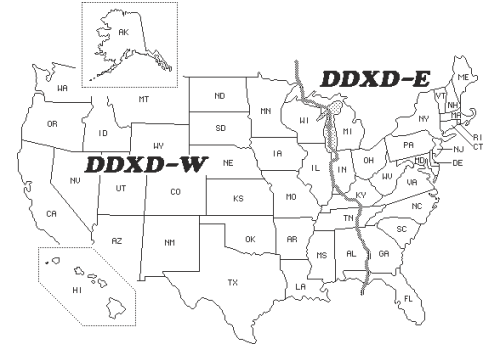 AK
DDXD-E
ME
WA
MT
ND
MN
VT
NH
MA
NY
WI
MI
OR
ID
SD
RI
CT
WY
PA
NJ
DDXD-W
NE
IA
IL
IN
OH
MD
DE
NV
UT
CO
WV
VA
KS
MO
KY
CA
NC
TN
AZ
NM
OK
AR
SC
MS
AL
GA
TX
LA
HI
FL